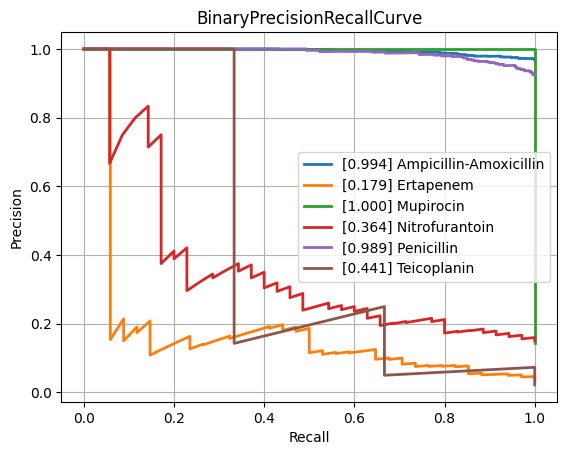 BinaryPrecisionRecallCurve
1.0
0.8
0.6
0.4
0.2
0.0
Precision
[0.994] Ampicillin-Amoxicillin
[0.179] Ertapenem
[1.000] Mupirocin
[0.364] Nitrofurantoin
[0.989] Penicillin
[0.441] Teicoplanin
0.0 0.2 0.4 0.6 0.8 1.0
Recall